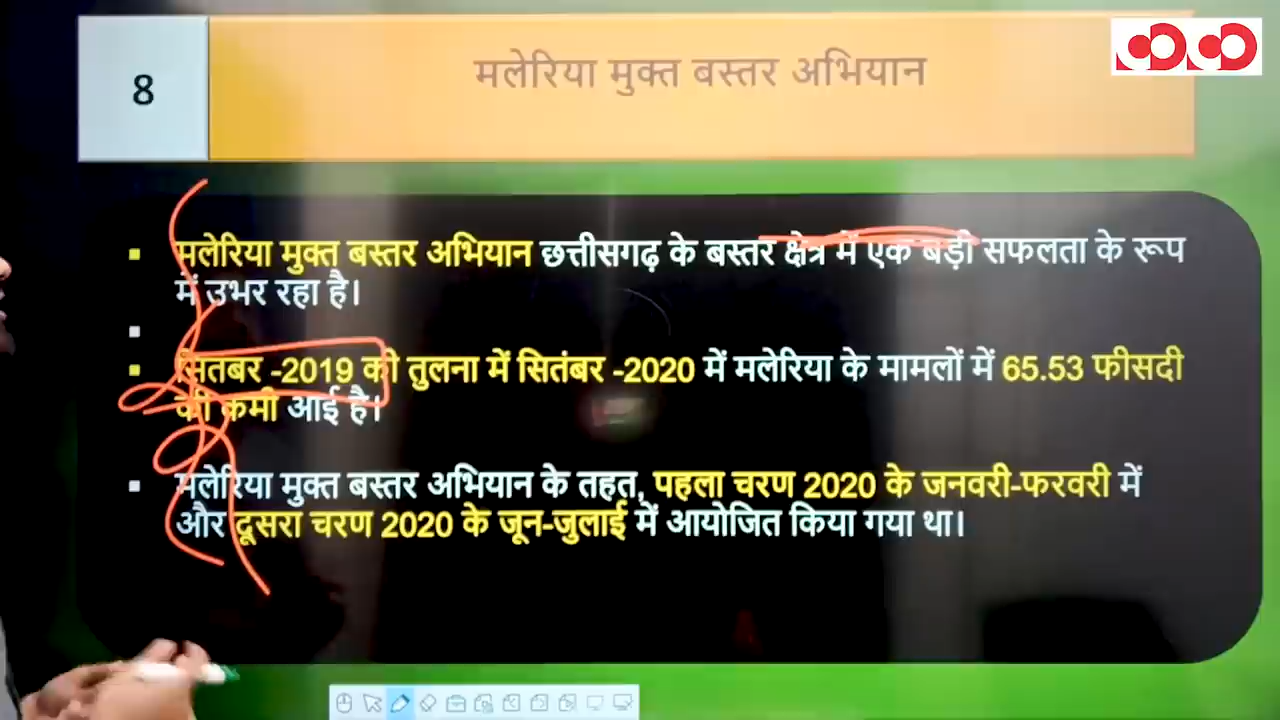 8
मलेरिया मुक्त बस्तर अभियान
मलेरिया मुक्त बस्तर अभियान छत्तीसगढ़ के बस्तर क्षेत्र में एक बड़ी सफलता के रूप
में उभर रहा है।
सितबर -2019 की तुलना में सितंबर -2020 में मलेरिया के मामलों में 65.53 फीसदी
की कमी आई है।
मलेरिया मुक्त बस्तर अभियान के तहत, पहला चरण 2020 के जनवरी-फरवरी में
और दूसरा चरण 2020 के जून-जुलाई में आयोजित किया गया था।